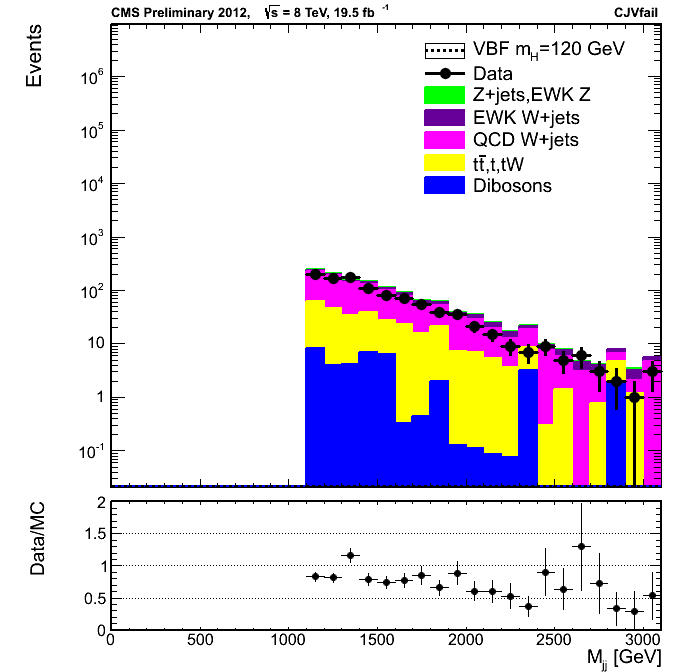 CMS Preliminary 2012, √s = 8 TeV, 19.5 fb⁻¹ CJVfail
Events
VBF m_H=120 GeV
Data
Z+jets,EWK Z
EWK W+jets
QCD W+jets
tt̄,t,tW
Dibosons
10⁶
10⁵
10⁴
10³
10²
10
1
10⁻¹
Data/MC
2
1.5
1
0.5
0
0 500 1000 1500 2000 2500 3000
M_jj [GeV]